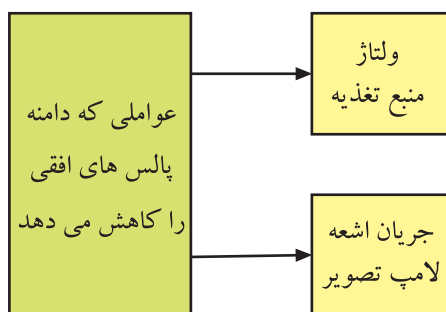 عواملی که دامنه
پالس های افقی
را کاهش می دهد
ولتاژ
منبع تغذیه
جریان اشعه
لامپ تصویر